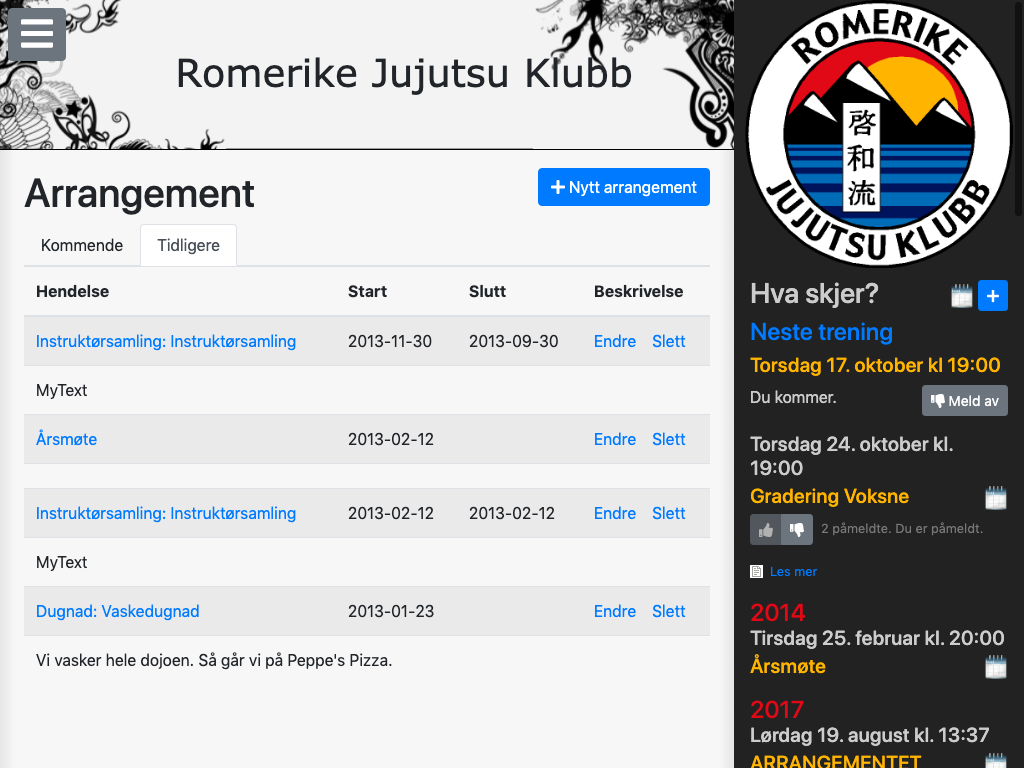 Romerike Jujutsu Klubb
Arrangement
Nytt arrangement
Kommende Tidligere
Hendelse Start Slutt Beskrivelse
Instruktørsamling: Instruktørsamling 2013-11-30 2013-09-30 Endre Slett
MyText
Årsmøte 2013-02-12 Endre Slett
Instruktørsamling: Instruktørsamling 2013-02-12 2013-02-12 Endre Slett
MyText
Dugnad: Vaskedugnad 2013-01-23 Endre Slett
Vi vasker hele dojoen. Så går vi på Peppe's Pizza.
ROMERIKE
啓和流
JUJUTSU KLUBB
Hva skjer?
Neste trening
Torsdag 17. oktober kl 19:00
Du kommer. Meld av
Torsdag 24. oktober kl.
19:00
Gradering Voksne
2 påmeldte. Du er påmeldt.
Les mer
2014
Tirsdag 25. februar kl. 20:00
Årsmøte
2017
Lørdag 19. august kl. 13:37
ARRANGEMENTET